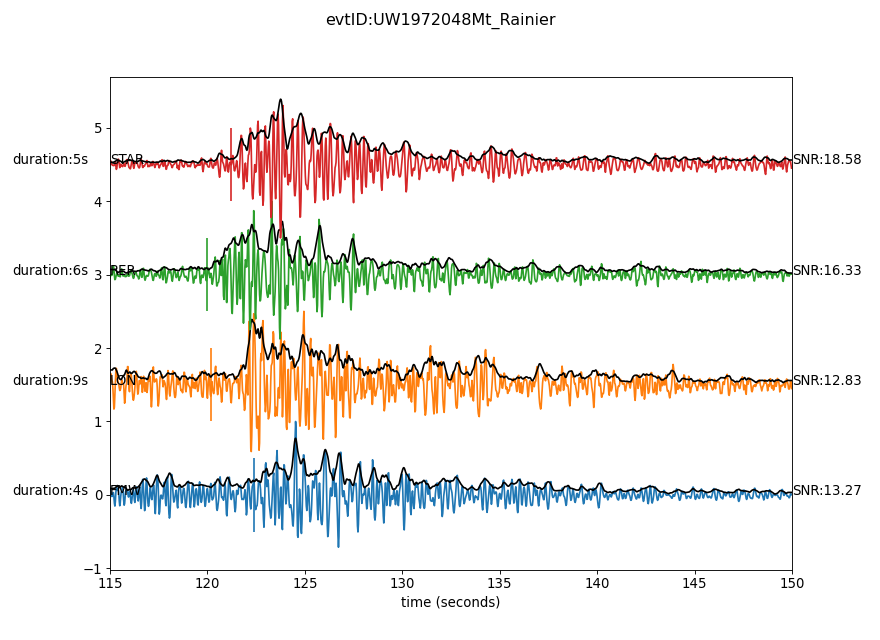 evtID:UW1972048Mt_Rainier
5
duration:5s STAR SNR:18.58
4
duration:6s 3 RER SNR:16.33
2
duration:9s LON SNR:12.83
1
duration:4s 0 SNR:13.27
−1
115 120 125 130 135 140 145 150
time (seconds)